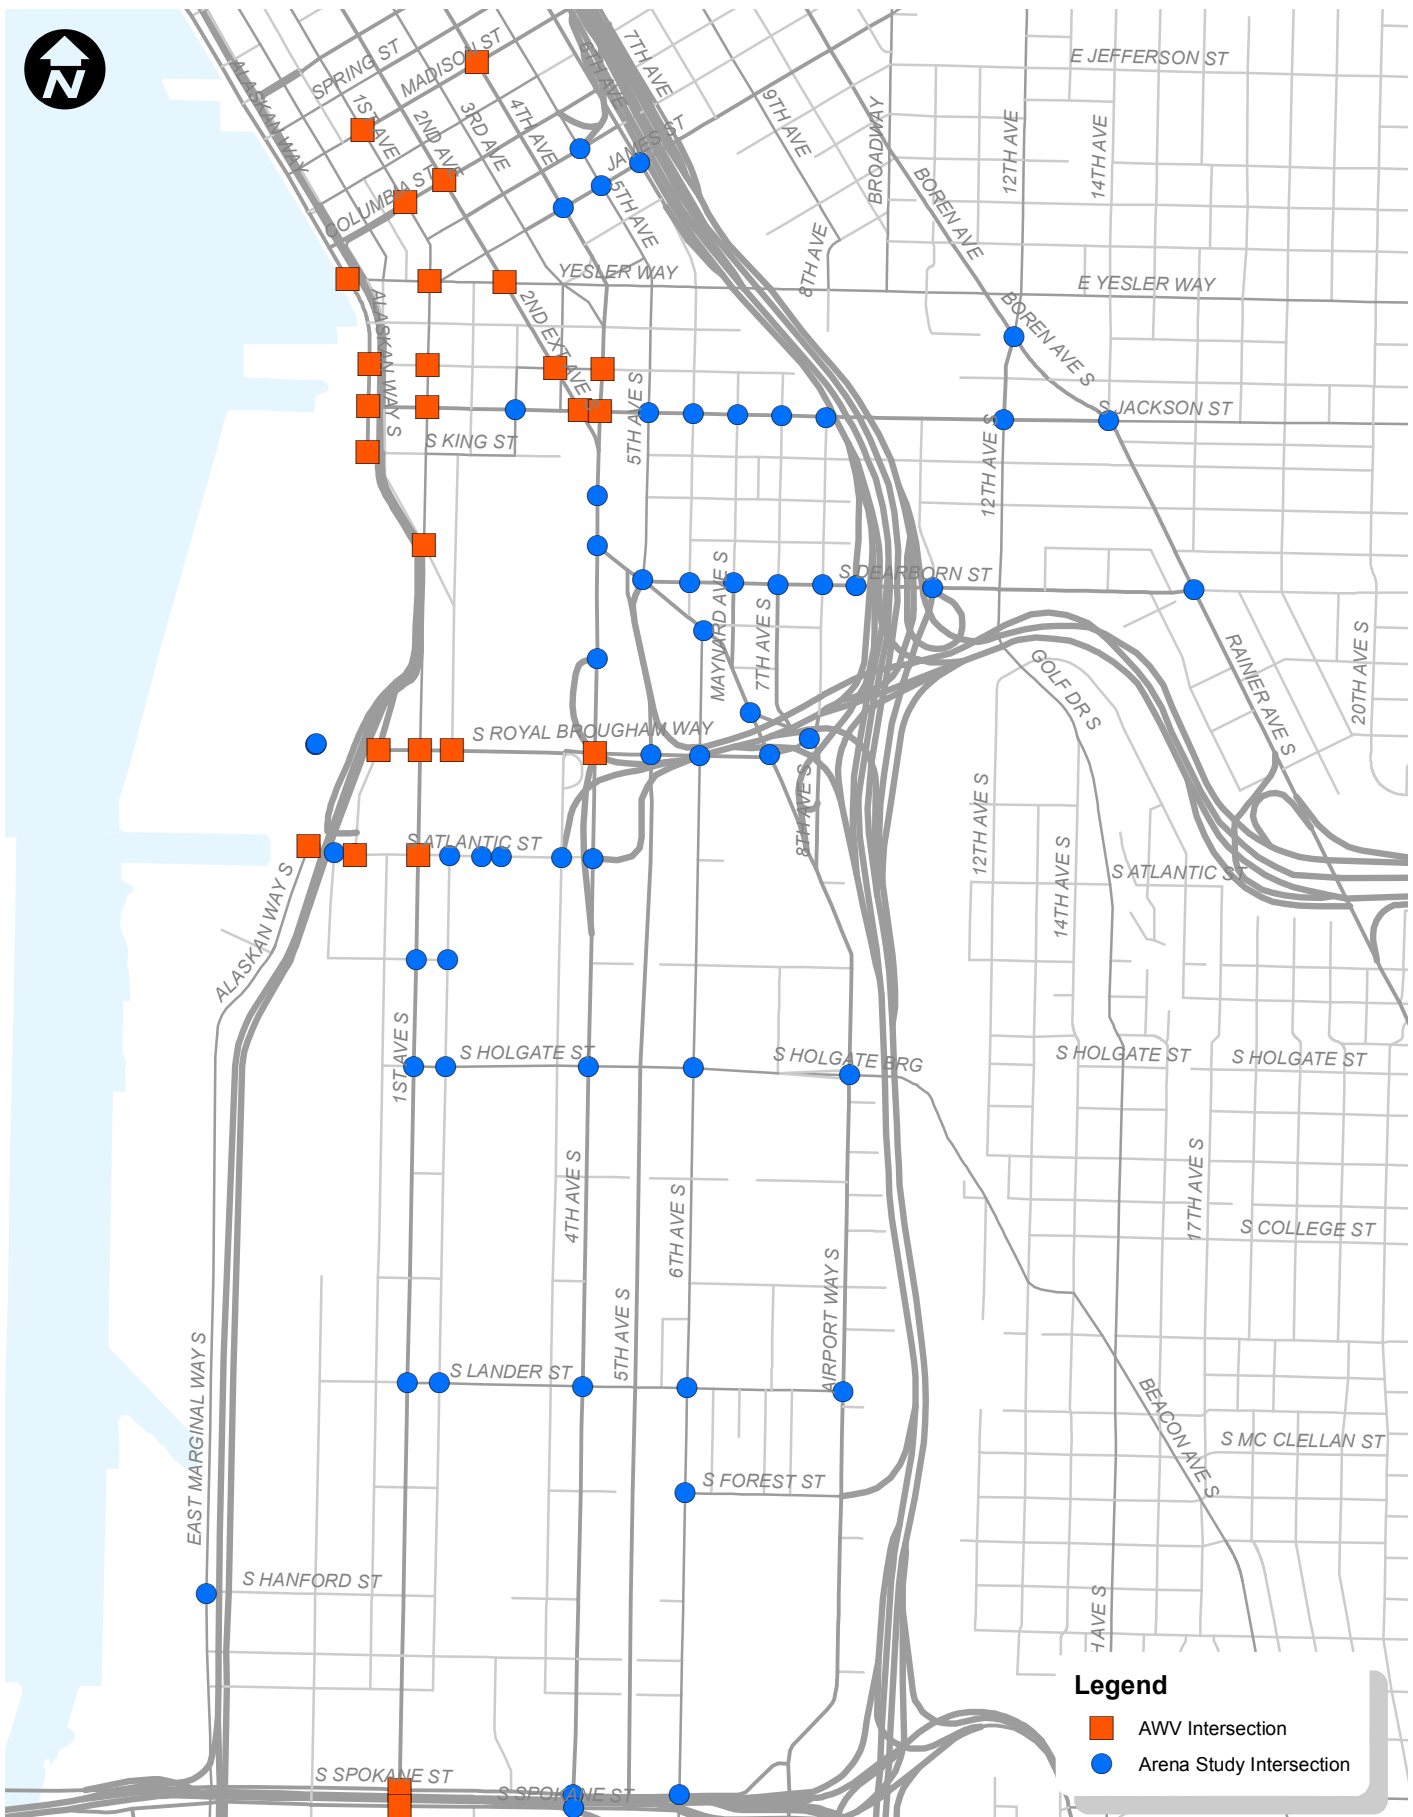 N
ALASKAN WAY
SPRING ST
MADISON ST
6TH AVE
7TH AVE
E JEFFERSON ST
1ST AVE
2ND AVE
3RD AVE
4TH AVE
9TH AVE
BROADWAY
12TH AVE
14TH AVE
JAMES ST
COLUMBIA ST
5TH AVE
BOREN AVE
8TH AVE
YESLER WAY
E YESLER WAY
ALASKAN WAY S
2ND EXT AVE S
BOREN AVE S
5TH AVE S
S JACKSON ST
S KING ST
12TH AVE S
S DEARBORN ST
MAYNARD AVE S
7TH AVE S
GOLF DR S
RAINIER AVE S
20TH AVE S
S ROYAL BROUGHAM WAY
8TH AVE S
12TH AVE S
S ATLANTIC ST
14TH AVE S
S ATLANTIC ST
ALASKAN WAY S
1ST AVE S
S HOLGATE ST
S HOLGATE BRG
S HOLGATE ST
S HOLGATE ST
4TH AVE S
6TH AVE S
17TH AVE S
S COLLEGE ST
5TH AVE S
AIRPORT WAY S
EAST MARGINAL WAY S
S LANDER ST
BEACON AVE S
S MC CLELLAN ST
S FOREST ST
S HANFORD ST
H AVE S
S SPOKANE ST
S SPOKANE ST
Legend
AWV Intersection
Arena Study Intersection